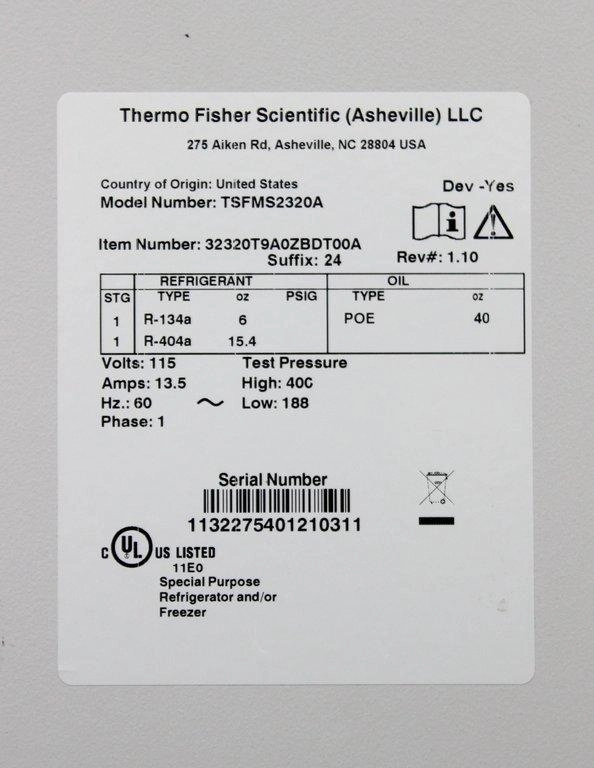 Thermo Fisher Scientific (Asheville) LLC
275 Aiken Rd, Asheville, NC 28804 USA
Country of Origin: United States
Dev -Yes
Model Number: TSFMS2320A
Item Number: 32320T9A0ZBDT00A
Suffix: 24
Rev#: 1.10
REFRIGERANT OIL
STG TYPE oz PSIG TYPE oz
1 R-134a 6 POE 40
1 R-404a 15.4
Volts: 115 Test Pressure
Amps: 13.5 High: 400
Hz.: 60 ~ Low: 188
Phase: 1
Serial Number
1132275401210311
C UL US LISTED
11E0
Special Purpose
Refrigerator and/or
Freezer